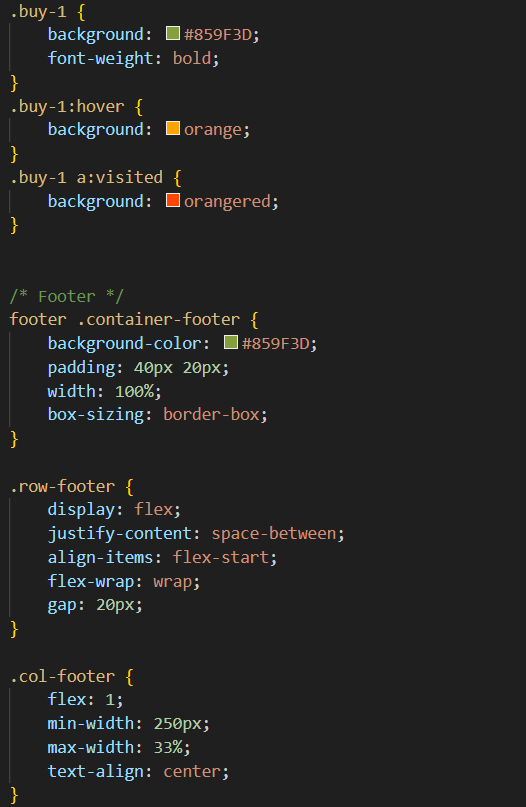 .buy-1 {
    background: #859F3D;
    font-weight: bold;
}
.buy-1:hover {
    background: orange;
}
.buy-1 a:visited {
    background: orangered;
}
/* Footer */
footer .container-footer {
    background-color: #859F3D;
    padding: 40px 20px;
    width: 100%;
    box-sizing: border-box;
}
.row-footer {
    display: flex;
    justify-content: space-between;
    align-items: flex-start;
    flex-wrap: wrap;
    gap: 20px;
}
.col-footer {
    flex: 1;
    min-width: 250px;
    max-width: 33%;
    text-align: center;
}